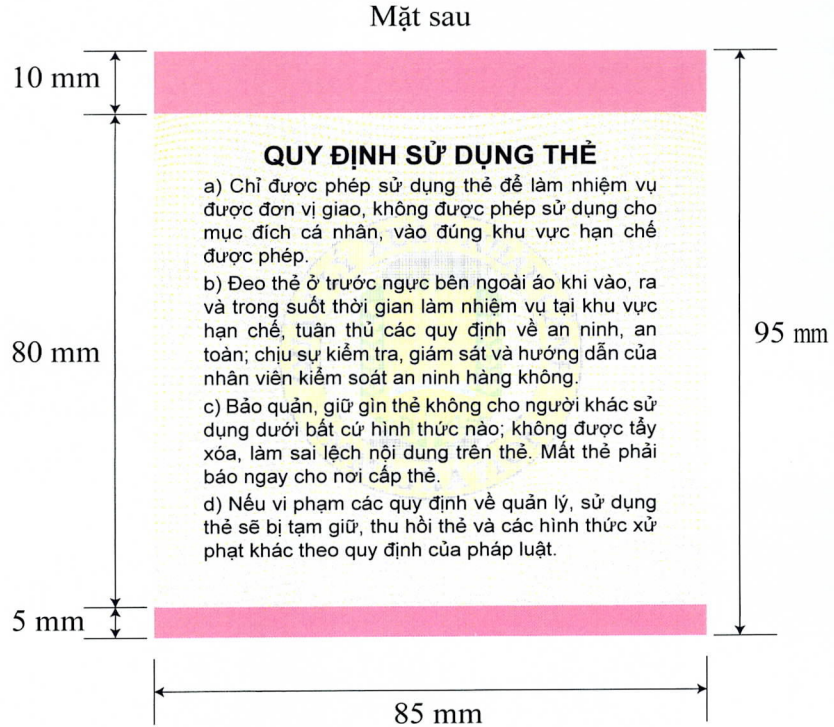 Mặt sau
10 mm
QUY ĐỊNH SỬ DỤNG THẺ
a) Chỉ được phép sử dụng thẻ để làm nhiệm vụ
được đơn vị giao, không được phép sử dụng cho
mục đích cá nhân, vào đúng khu vực hạn chế
được phép.
b) Đeo thẻ ở trước ngực bên ngoài áo khi vào, ra
và trong suốt thời gian làm nhiệm vụ tại khu vực
hạn chế, tuân thủ các quy định về an ninh, an
toàn; chịu sự kiểm tra, giám sát và hướng dẫn của
nhân viên kiểm soát an ninh hàng không.
80 mm
95 mm
c) Bảo quản, giữ gìn thẻ không cho người khác sử
dụng dưới bất cứ hình thức nào; không được tẩy
xóa, làm sai lệch nội dung trên thẻ. Mất thẻ phải
báo ngay cho nơi cấp thẻ.
d) Nếu vi phạm các quy định về quản lý, sử dụng
thẻ sẽ bị tạm giữ, thu hồi thẻ và các hình thức xử
phạt khác theo quy định của pháp luật.
5 mm
85 mm